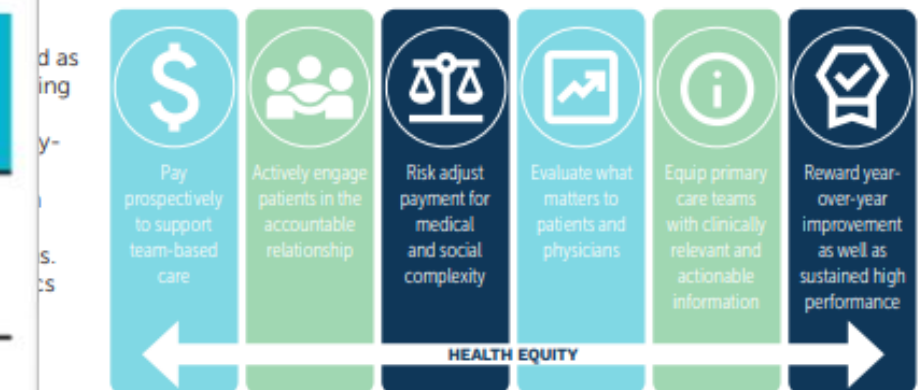 d as
ing
y-
s.
cs
$
Pay
prospectively
to support
team-based
care
Actively engage
patients in the
accountable
relationship
Risk adjust
payment for
medical
and social
complexity
Evaluate what
matters to
patients and
physicians
i
Equip primary
care teams
with clinically
relevant and
actionable
information
Reward year-
over-year
improvement
as well as
sustained high
performance
HEALTH EQUITY